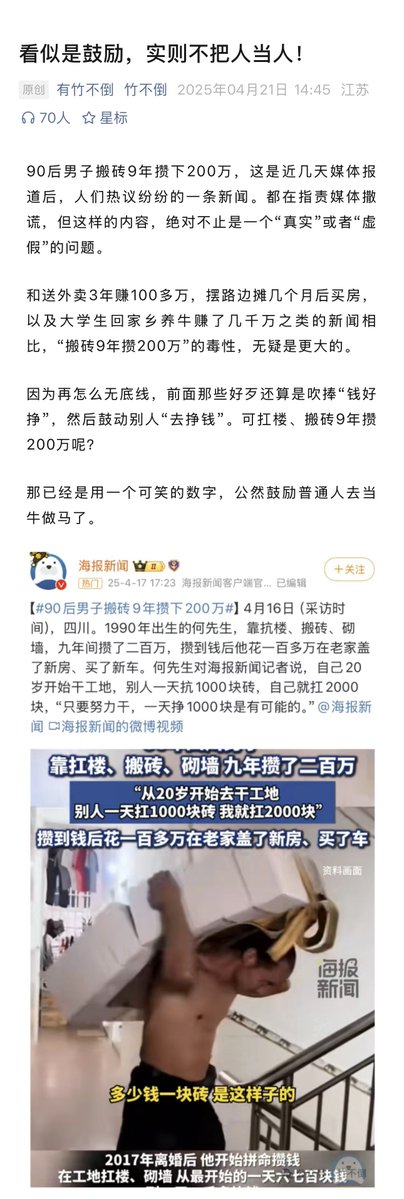 看似是鼓励，实则不把人当人！
原创 有竹不倒 竹不倒 2025年04月21日 14:45 江苏
70人 星标
90后男子搬砖9年攒下200万，这是近几天媒体报
道后，人们热议纷纷的一条新闻。都在指责媒体撒
谎，但这样的内容，绝对不止是一个“真实”或者“虚
假”的问题。
和送外卖3年赚100多万，摆路边摊几个月后买房，
以及大学生回家乡养牛赚了几千万之类的新闻相
比，“搬砖9年攒200万”的毒性，无疑是更大的。
因为再怎么无底线，前面那些好歹还算是吹捧“钱好
挣”，然后鼓动别人“去挣钱”。可扛楼、搬砖9年攒
200万呢？
那已经是用一个可笑的数字，公然鼓励普通人去当
牛做马了。
海报新闻 II
+关注
热门 25-4-17 17:23 海报新闻客户端官... 已编辑
【#90后男子搬砖9年攒下200万#】4月16日（采访时
间)，四川。1990年出生的何先生，靠扛楼、搬砖、砌
墙，九年间攒了二百万，攒到钱后他花一百多万在老家盖
了新房、买了新车。何先生对海报新闻记者说，自己20
岁开始干工地，别人一天扛1000块砖，自己就扛2000
块，“只要努力干，一天挣1000块是有可能的。”@海报新
闻 海报新闻的微博视频
靠扛楼、搬砖、砌墙 九年攒了二百万
“从20岁开始去干工地
别人一天扛1000块砖 我就扛2000块”
攒到钱后花一百多万在老家盖了新房、买了车
资料画面
海报
新闻
多少钱一块砖 是这样子的
2017年离婚后 他开始拼命攒钱
在工地扛楼、砌墙 从最开始的一天六七百块钱